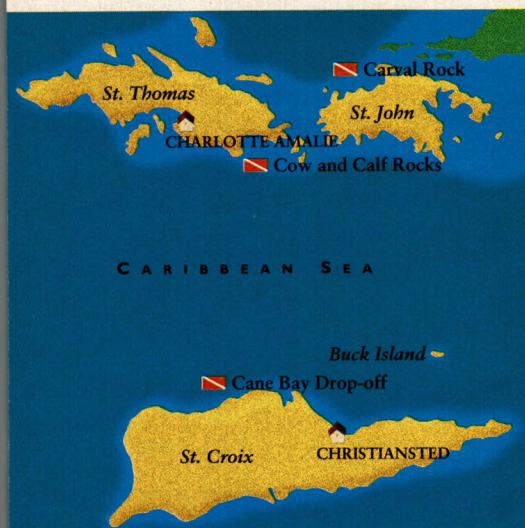 Carval Rock
St. Thomas
St. John
CHARLOTTE AMALIE
Cow and Calf Rocks
CARIBBEAN SEA
Buck Island
Cane Bay Drop-off
CHRISTIANSTED
St. Croix